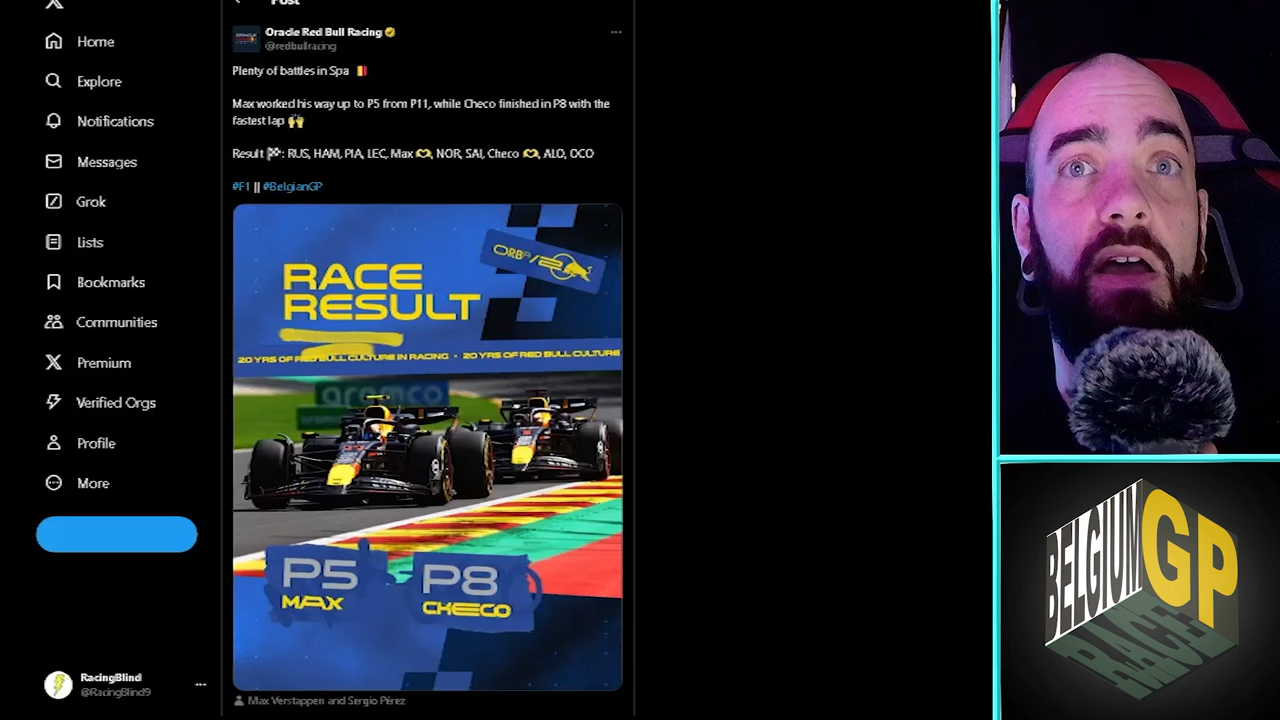 Post
Home
Explore
Notifications
Messages
Grok
Lists
Bookmarks
Communities
Premium
Verified Orgs
Profile
More
RacingBlind
@RacingBlind9
Oracle Red Bull Racing
@redbullracing
Plenty of battles in Spa 🇧🇪
Max worked his way up to P5 from P11, while Checo finished in P8 with the
fastest lap 🙌
Result 🏁: RUS, HAM, PIA, LEC, Max 🫶, NOR, SAI, Checo 🫶, ALO, OCO
#F1 || #BelgianGP
ORBR/
RACE
RESULT
20 YRS OF RED BULL CULTURE IN RACING • 20 YRS OF RED BULL CULTURE
aramco
P5
MAX
P8
CHECO
Max Verstappen and Sergio Pérez
BELGIUM
GP
RACE